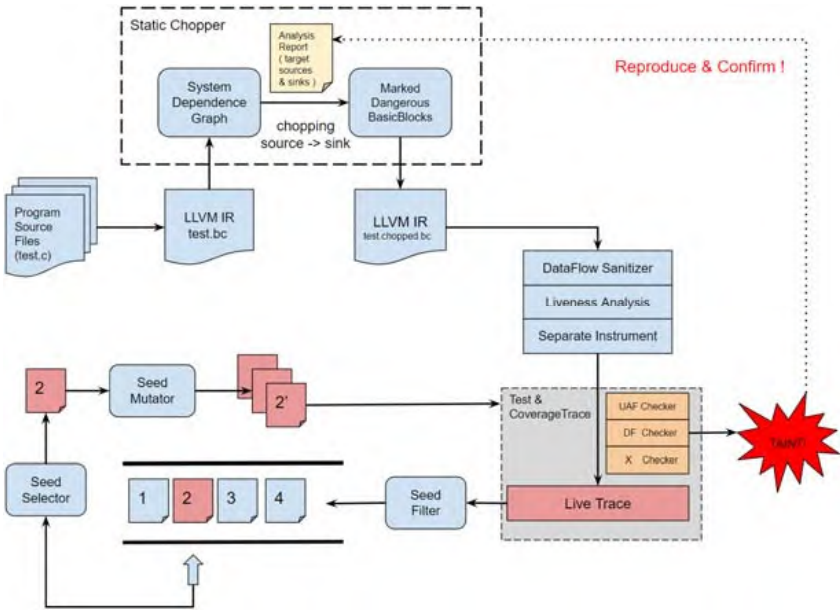 Static Chopper
Analysis
Report
( target
sources
& sinks )
Reproduce & Confirm !
System
Dependence
Graph
Marked
Dangerous
BasicBlocks
chopping
source -> sink
Program
Source
Files
(test.c)
LLVM IR
test.bc
LLVM IR
test.chopped.bc
DataFlow Sanitizer
Liveness Analysis
Separate Instrument
2
Seed
Mutator
2'
Test &
CoverageTrace
UAF Checker
DF Checker
X Checker
TAINT!
Seed
Selector
1
2
3
4
Seed
Filter
Live Trace